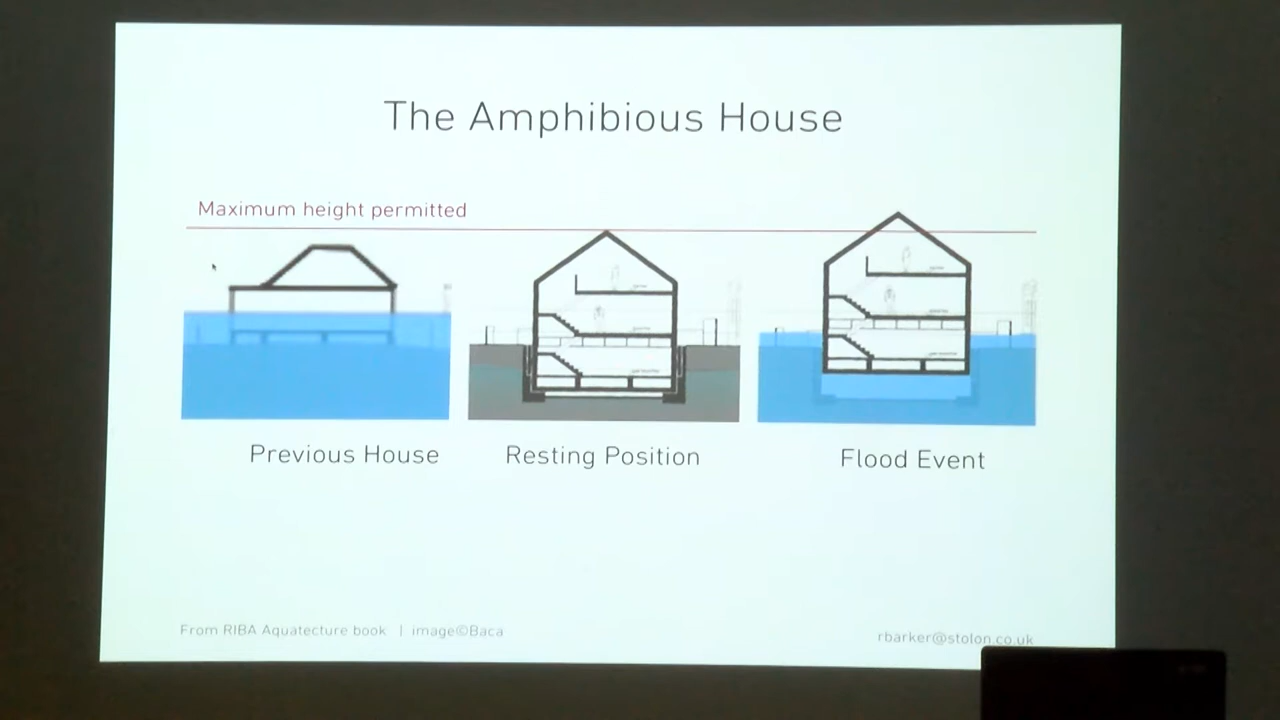 The Amphibious House
Maximum height permitted
Previous House
Resting Position
Flood Event
From RIBA Aquatecture book | image©Baca
rbarker@stolon.co.uk